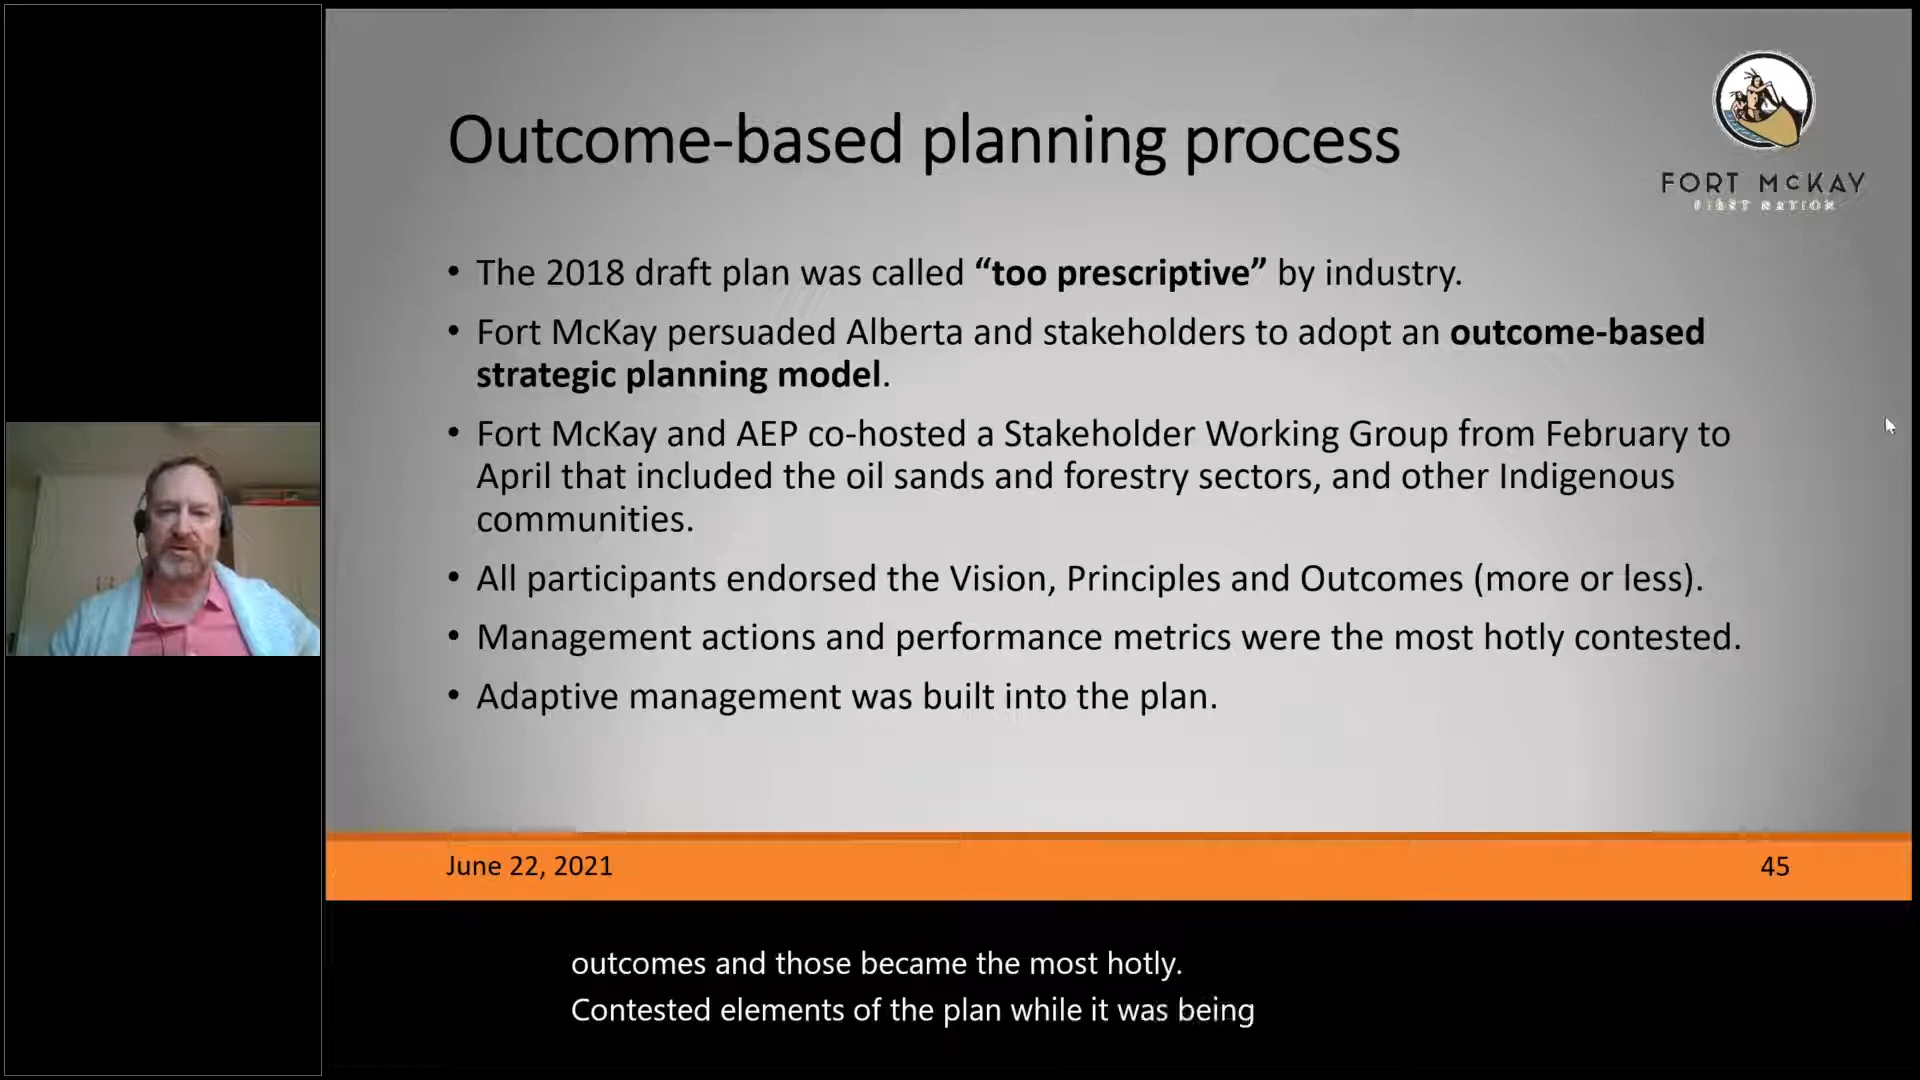 Outcome-based planning process
FORT McKAY
FIRST NATION
• The 2018 draft plan was called “too prescriptive” by industry.
• Fort McKay persuaded Alberta and stakeholders to adopt an outcome-based
strategic planning model.
• Fort McKay and AEP co-hosted a Stakeholder Working Group from February to
April that included the oil sands and forestry sectors, and other Indigenous
communities.
• All participants endorsed the Vision, Principles and Outcomes (more or less).
• Management actions and performance metrics were the most hotly contested.
• Adaptive management was built into the plan.
June 22, 2021
45
outcomes and those became the most hotly.
Contested elements of the plan while it was being